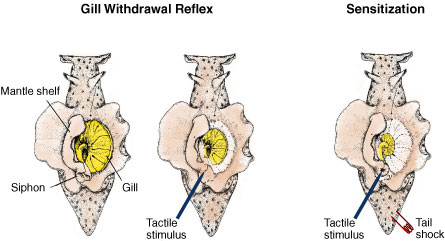 Gill Withdrawal Reflex
Sensitization
Mantle shelf
Siphon
Gill
Tactile
stimulus
Tactile
stimulus
Tail
shock